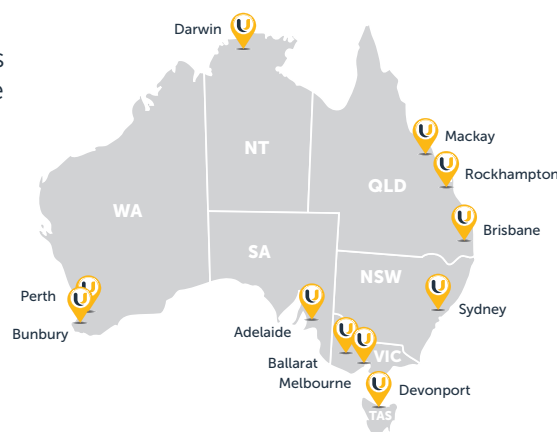 Darwin
s
e
Mackay
NT
Rockhampton
QLD
WA
Brisbane
SA
NSW
Perth
Sydney
Bunbury
Adelaide
Ballarat
VIC
Melbourne
Devonport
TAS